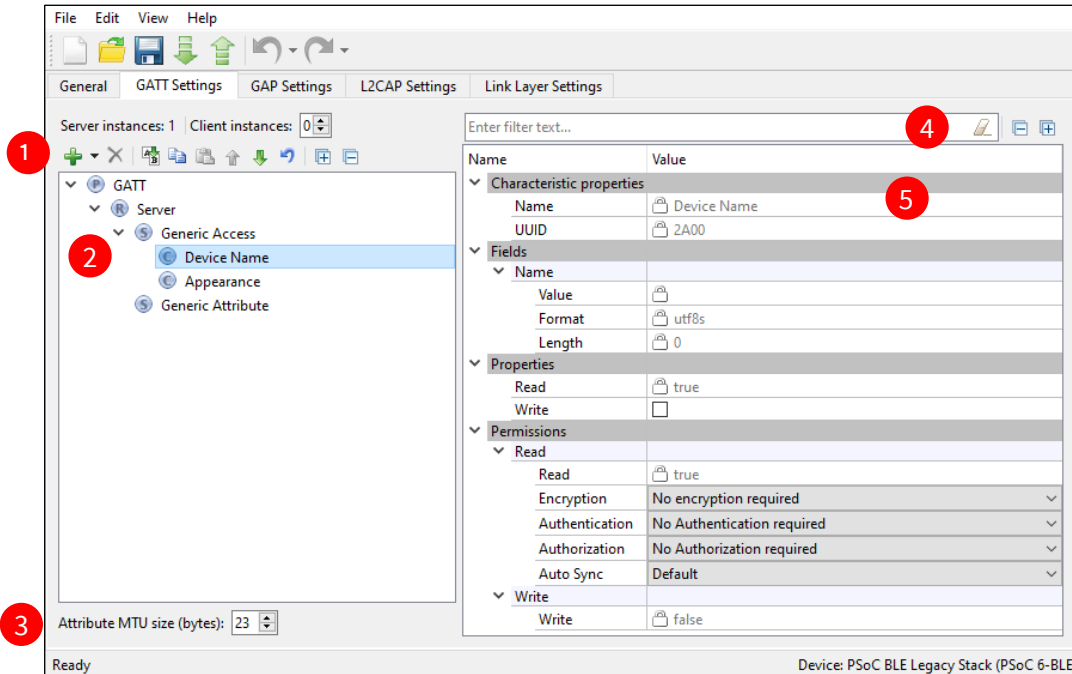 File Edit View Help
General GATT Settings GAP Settings L2CAP Settings Link Layer Settings
Server instances: 1 Client instances: 0
1
2
3
GATT
Server
Generic Access
Device Name
Appearance
Generic Attribute
Attribute MTU size (bytes): 23
Enter filter text...
4
5
Name Value
Characteristic properties
Name Device Name
UUID 2A00
Fields
Name
Value
Format utf8s
Length 0
Properties
Read true
Write
Permissions
Read
Read true
Encryption No encryption required
Authentication No Authentication required
Authorization No Authorization required
Auto Sync Default
Write
Write false
Ready Device: PSoC BLE Legacy Stack (PSoC 6-BLE